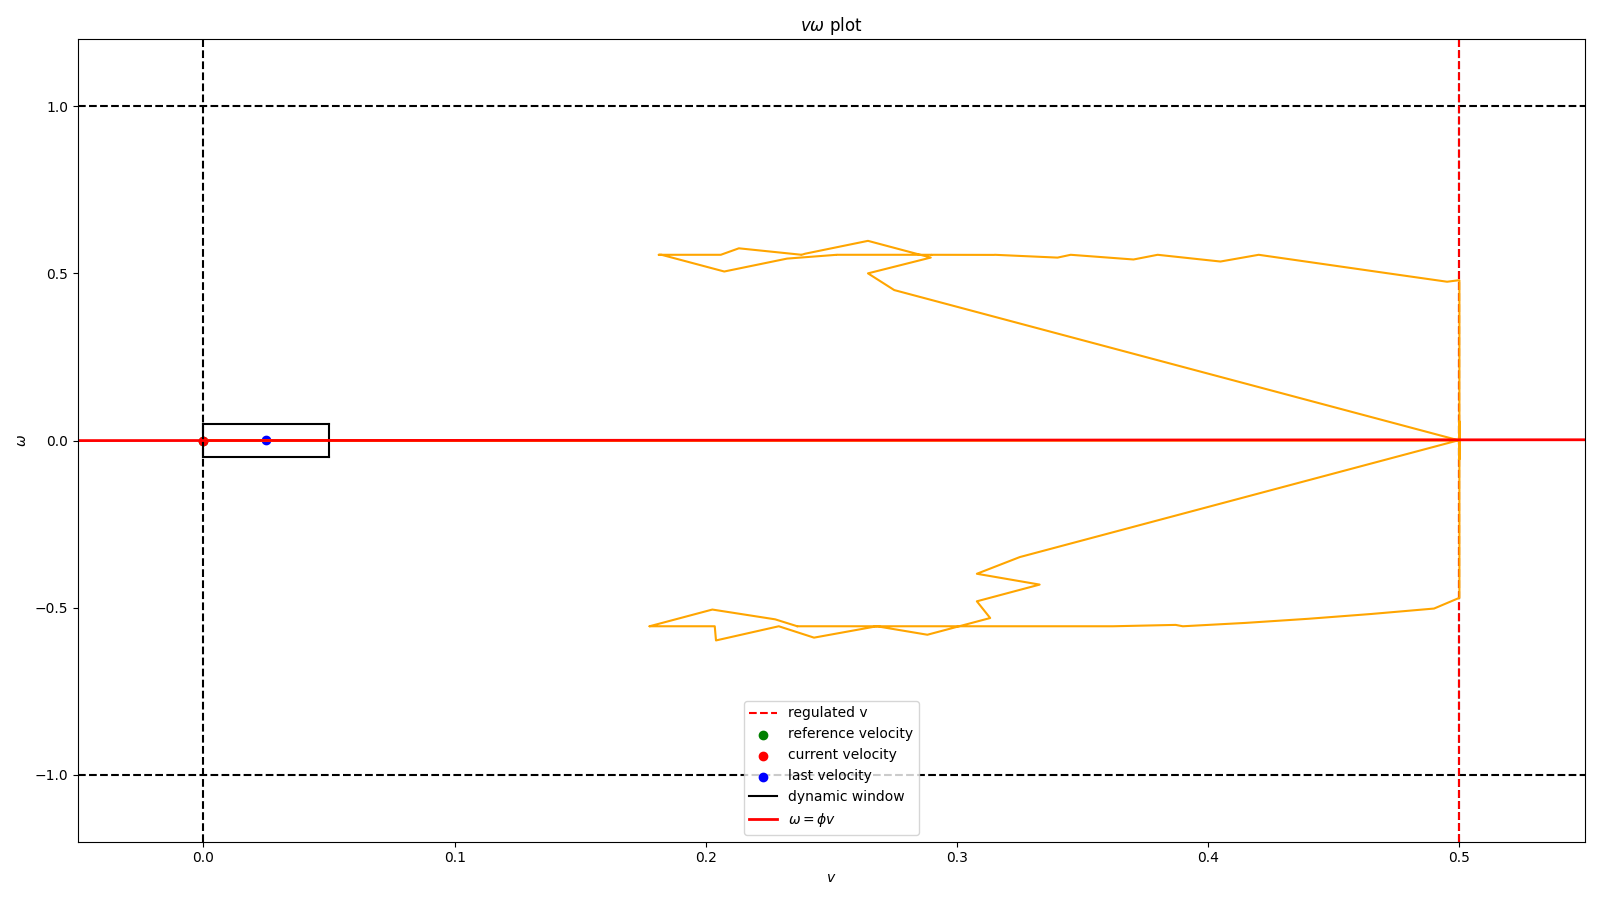 vω plot
1.0
0.5
0.0
−0.5
−1.0
ω
regulated v
reference velocity
current velocity
last velocity
dynamic window
ω = ϕv
0.0 0.1 0.2 0.3 0.4 0.5
v